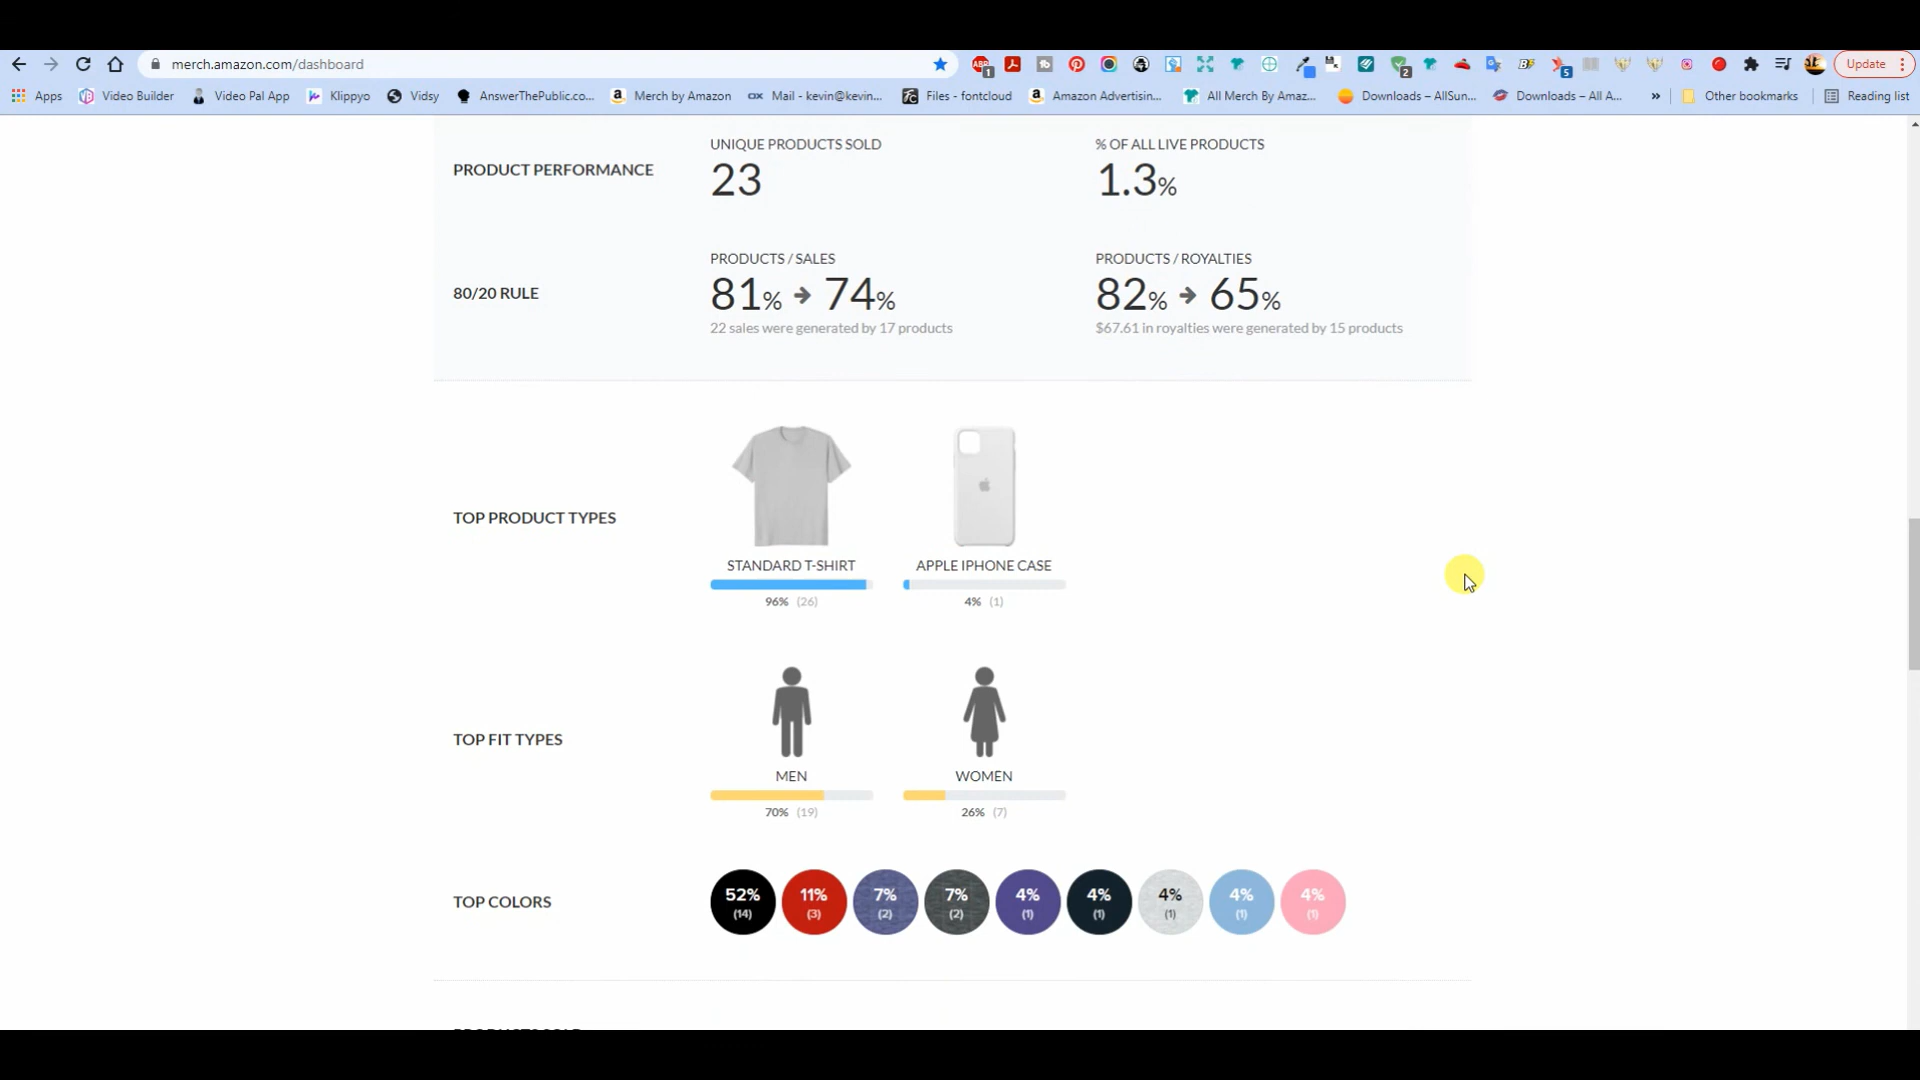 merch.amazon.com/dashboard
ABP
1
2
5
Update
Apps
Video Builder
Video Pal App
Klippyo
Vidsy
AnswerThePublic.co...
Merch by Amazon
Mail - kevin@kevin...
Files - fontcloud
Amazon Advertisin...
All Merch By Amaz...
Downloads – AllSun...
Downloads – All A...
»
Other bookmarks
Reading list
PRODUCT PERFORMANCE
UNIQUE PRODUCTS SOLD
23
% OF ALL LIVE PRODUCTS
1.3%
80/20 RULE
PRODUCTS / SALES
81% → 74%
22 sales were generated by 17 products
PRODUCTS / ROYALTIES
82% → 65%
$67.61 in royalties were generated by 15 products
TOP PRODUCT TYPES
STANDARD T-SHIRT
96% (26)
APPLE IPHONE CASE
4% (1)
TOP FIT TYPES
MEN
70% (19)
WOMEN
26% (7)
TOP COLORS
52%
(14)
11%
(3)
7%
(2)
7%
(2)
4%
(1)
4%
(1)
4%
(1)
4%
(1)
4%
(1)